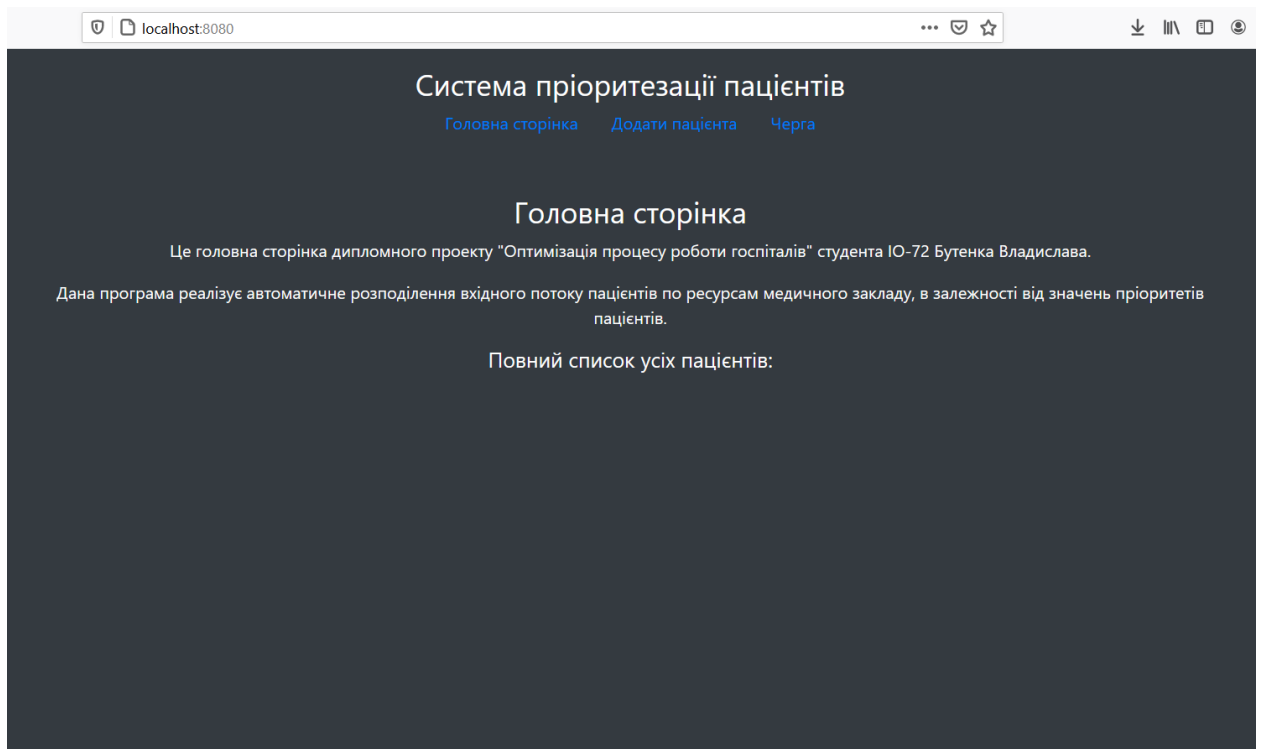 localhost:8080
Система пріоритезації пацієнтів
Головна сторінка Додати пацієнта Черга
Головна сторінка
Це головна сторінка дипломного проекту "Оптимізація процесу роботи госпіталів" студента ІО-72 Бутенка Владислава.
Дана програма реалізує автоматичне розподілення вхідного потоку пацієнтів по ресурсам медичного закладу, в залежності від значень пріоритетів
пацієнтів.
Повний список усіх пацієнтів: